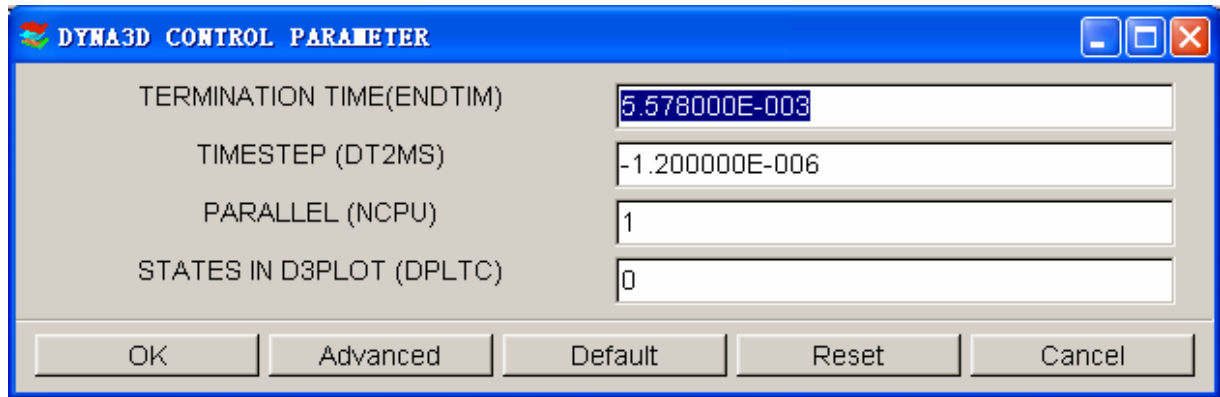 DYNA3D CONTROL PARAMETER
TERMINATION TIME(ENDTIM) 5.578000E-003
TIMESTEP (DT2MS) -1.200000E-006
PARALLEL (NCPU) 1
STATES IN D3PLOT (DPLTC) 0
OK Advanced Default Reset Cancel